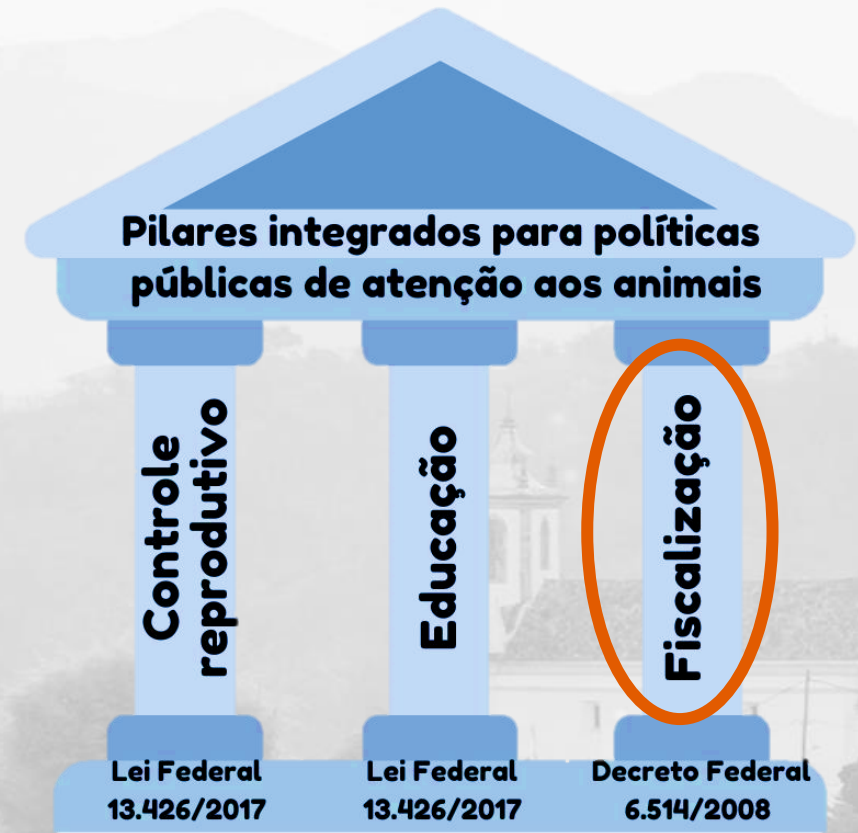 Pilares integrados para políticas
públicas de atenção aos animais
Controle
reprodutivo
Educação
Fiscalização
Lei Federal
13.426/2017
Lei Federal
13.426/2017
Decreto Federal
6.514/2008